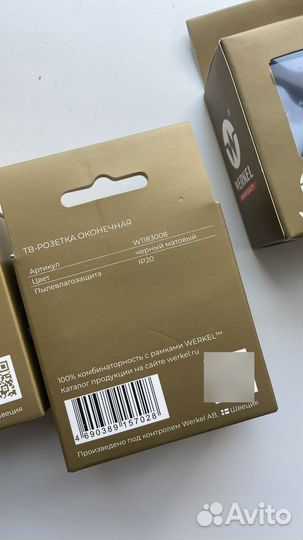 ТВ-РОЗЕТКА ОКОНЕЧНАЯ
Артикул W1183008
Цвет черный матовый
Пылевлагозащита IP20
100% комбинаторность с рамками WERKEL™
Каталог продукции на сайте werkel.ru
4 690389 157028
Произведено под контролем Werkel AB, Швеция
Швеция
W
WERKEL
Avito